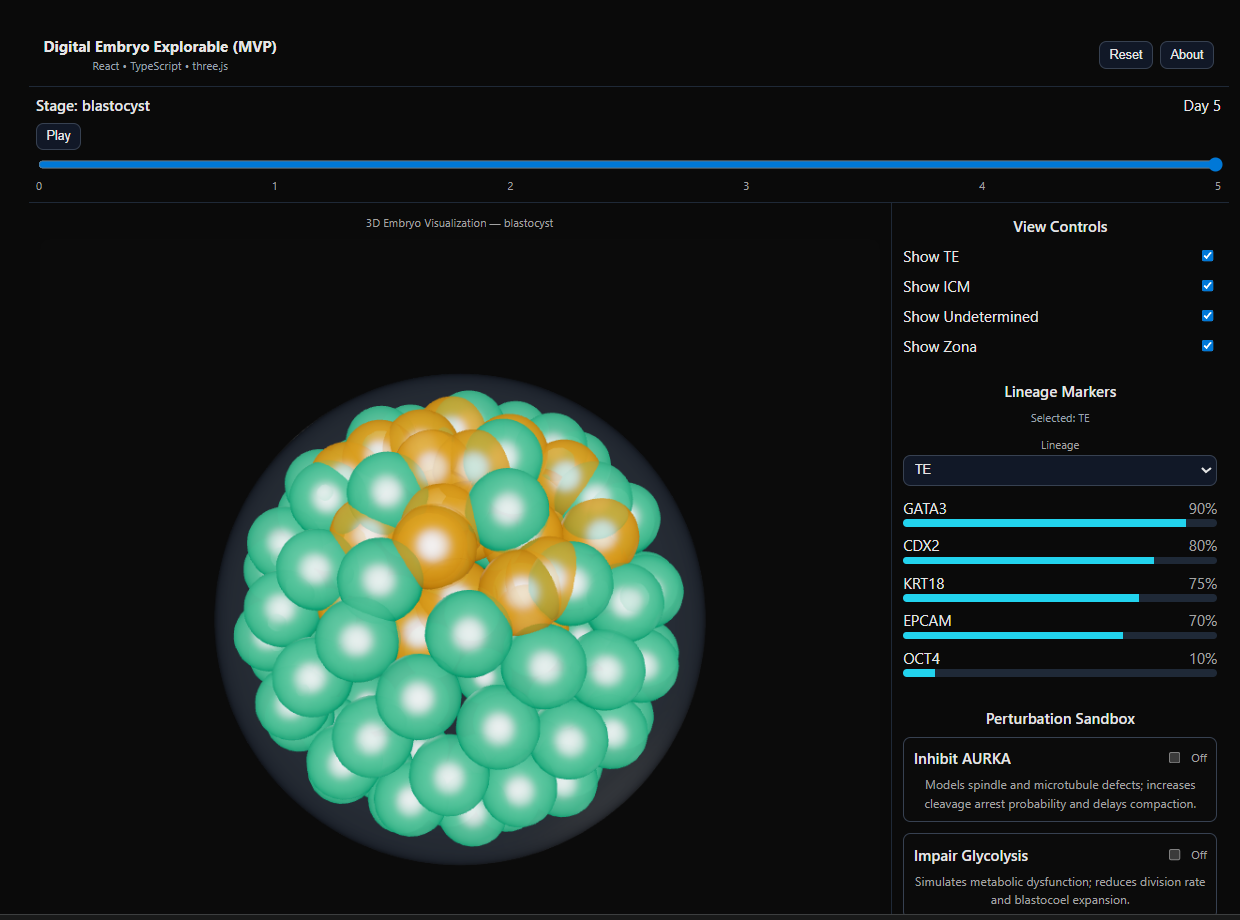 Digital Embryo Explorable (MVP)
React • TypeScript • three.js
Reset
About
Stage: blastocyst
Day 5
Play
0
1
2
3
4
5
3D Embryo Visualization — blastocyst
View Controls
Show TE
Show ICM
Show Undetermined
Show Zona
Lineage Markers
Selected: TE
Lineage
TE
GATA3 90%
CDX2 80%
KRT18 75%
EPCAM 70%
OCT4 10%
Perturbation Sandbox
Inhibit AURKA
Off
Models spindle and microtubule defects; increases
cleavage arrest probability and delays compaction.
Impair Glycolysis
Off
Simulates metabolic dysfunction; reduces division rate
and blastocoel expansion.